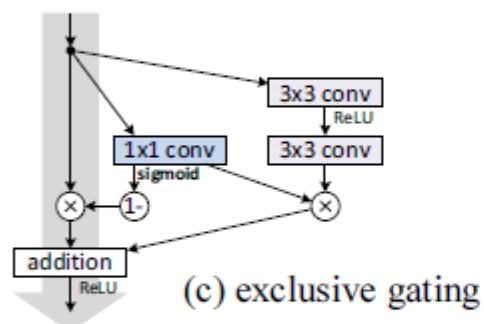 3x3 conv
ReLU
1x1 conv
3x3 conv
sigmoid
×
1-
×
addition
ReLU
(c) exclusive gating